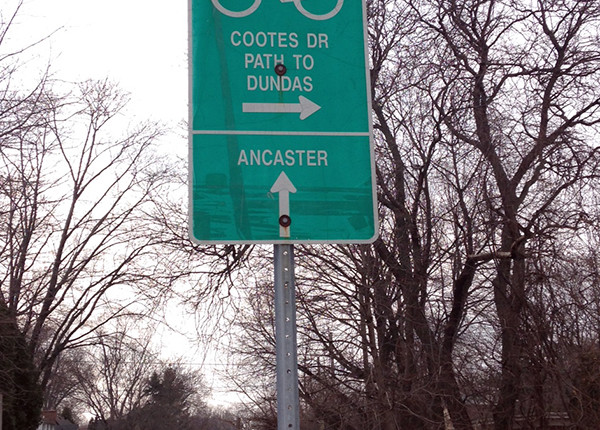 COOTES DR
PATH TO
DUNDAS
ANCASTER